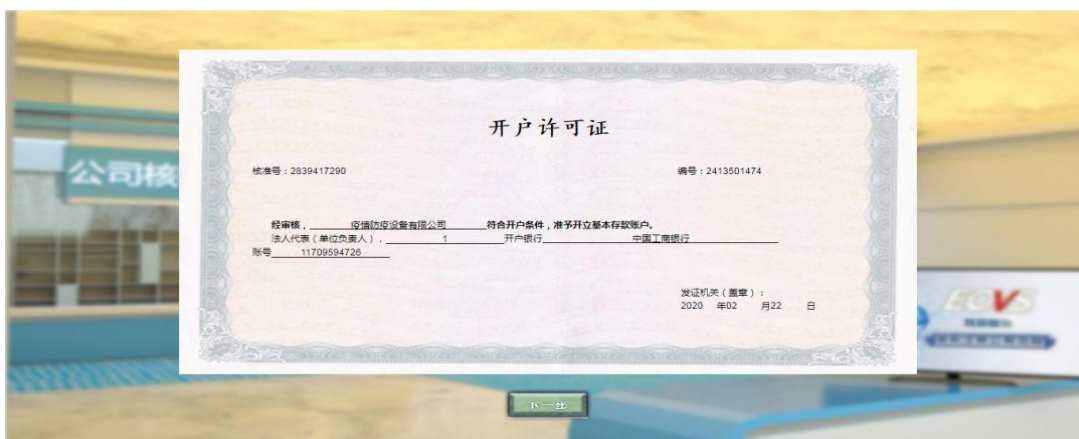 开户许可证
公司核
核准号：2839417290 编号：2413501474
经审核， 疫情防疫设备有限公司 符合开户条件，准予开立基本存款账户。
法人代表（单位负责人）， 1 开户银行 中国工商银行
账号 11709594726
发证机关（盖章）：
2020 年02 月22 日
EOVS
下一步